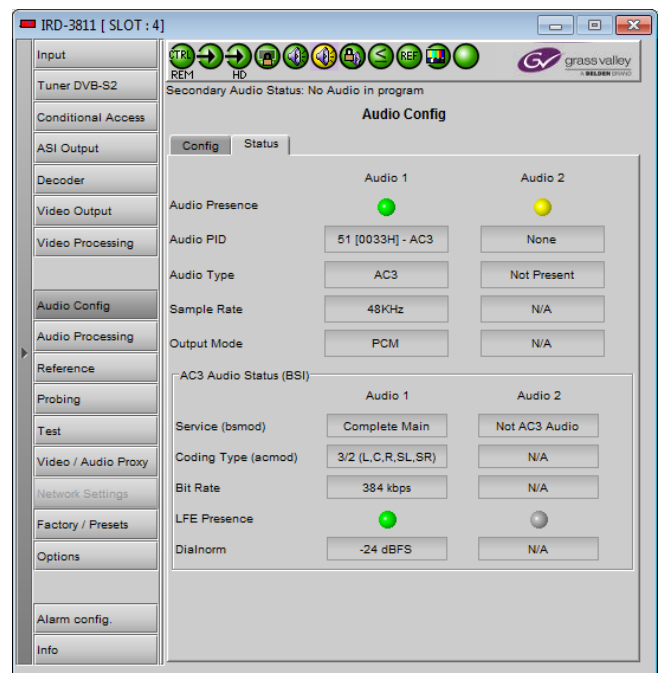 IRD-3811 [ SLOT : 4]
Input
Tuner DVB-S2
Conditional Access
ASI Output
Decoder
Video Output
Video Processing
Audio Config
Audio Processing
Reference
Probing
Test
Video / Audio Proxy
Network Settings
Factory / Presets
Options
Alarm config.
Info
CTRL REF
REM HD
GV grass valley
A BELDEN BRAND
Secondary Audio Status: No Audio in program
Audio Config
Config Status
Audio 1 Audio 2
Audio Presence
Audio PID 51 [0033H] - AC3 None
Audio Type AC3 Not Present
Sample Rate 48KHz N/A
Output Mode PCM N/A
AC3 Audio Status (BSI)
Audio 1 Audio 2
Service (bsmod) Complete Main Not AC3 Audio
Coding Type (acmod) 3/2 (L,C,R,SL,SR) N/A
Bit Rate 384 kbps N/A
LFE Presence
Dialnorm -24 dBFS N/A